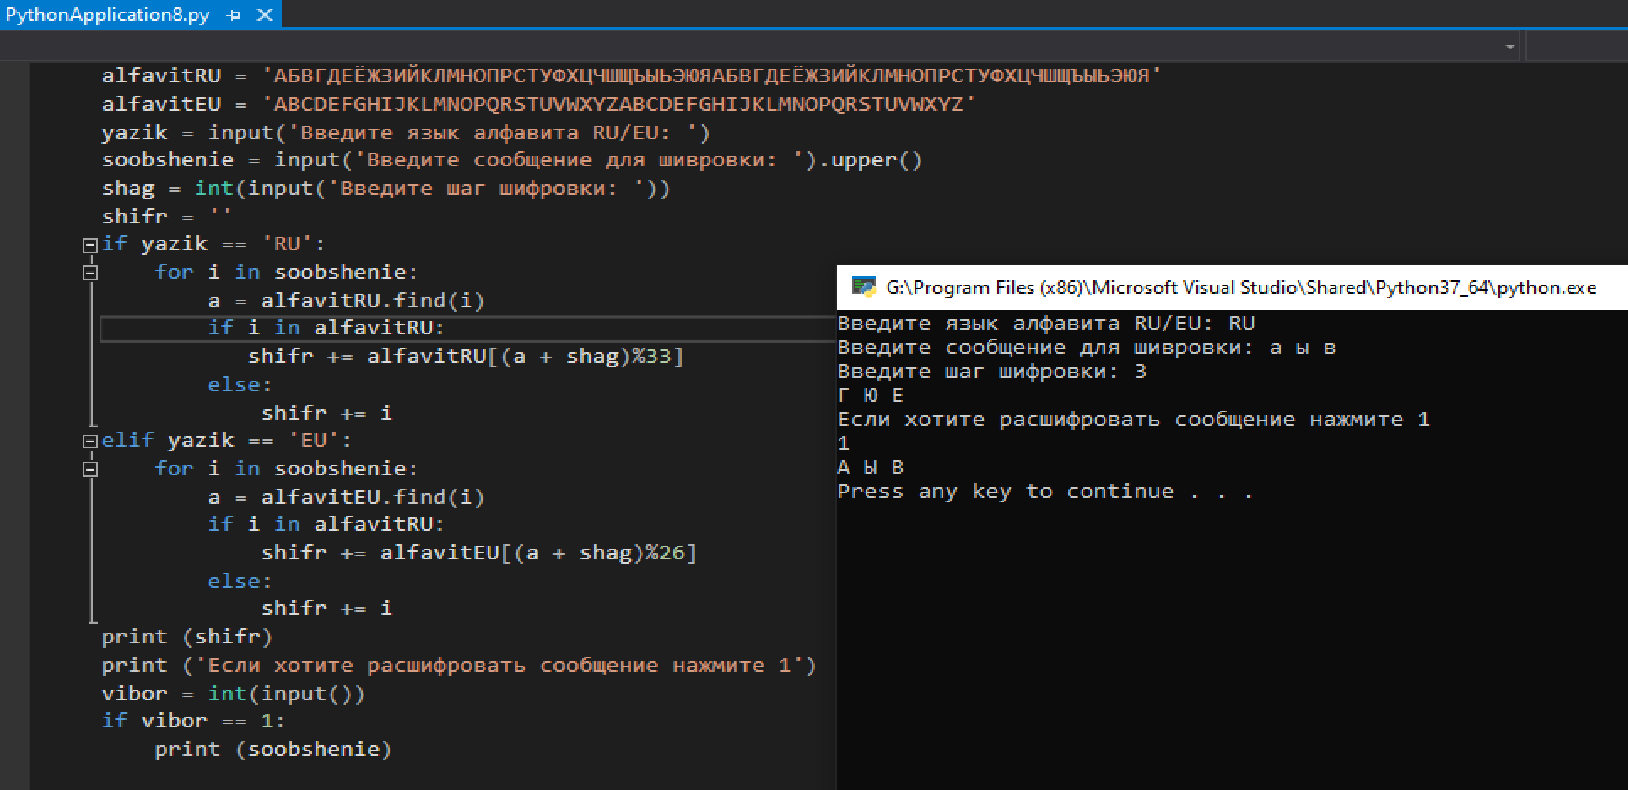 PythonApplication8.py
alfavitRU = 'АБВГДЕЁЖЗИЙКЛМНОПРСТУФХЦЧШЩЪЫЬЭЮЯАБВГДЕЁЖЗИЙКЛМНОПРСТУФХЦЧШЩЪЫЬЭЮЯ'
alfavitEU = 'ABCDEFGHIJKLMNOPQRSTUVWXYZABCDEFGHIJKLMNOPQRSTUVWXYZ'
yazik = input('Введите язык алфавита RU/EU: ')
soobshenie = input('Введите сообщение для шивровки: ').upper()
shag = int(input('Введите шаг шифровки: '))
shifr = ''
if yazik == 'RU':
for i in soobshenie:
a = alfavitRU.find(i)
if i in alfavitRU:
shifr += alfavitRU[(a + shag)%33]
else:
shifr += i
elif yazik == 'EU':
for i in soobshenie:
a = alfavitEU.find(i)
if i in alfavitRU:
shifr += alfavitEU[(a + shag)%26]
else:
shifr += i
print (shifr)
print ('Если хотите расшифровать сообщение нажмите 1')
vibor = int(input())
if vibor == 1:
print (soobshenie)
G:\Program Files (x86)\Microsoft Visual Studio\Shared\Python37_64\python.exe
Введите язык алфавита RU/EU: RU
Введите сообщение для шивровки: а ы в
Введите шаг шифровки: 3
Г Ю Е
Если хотите расшифровать сообщение нажмите 1
1
А Ы В
Press any key to continue . . .